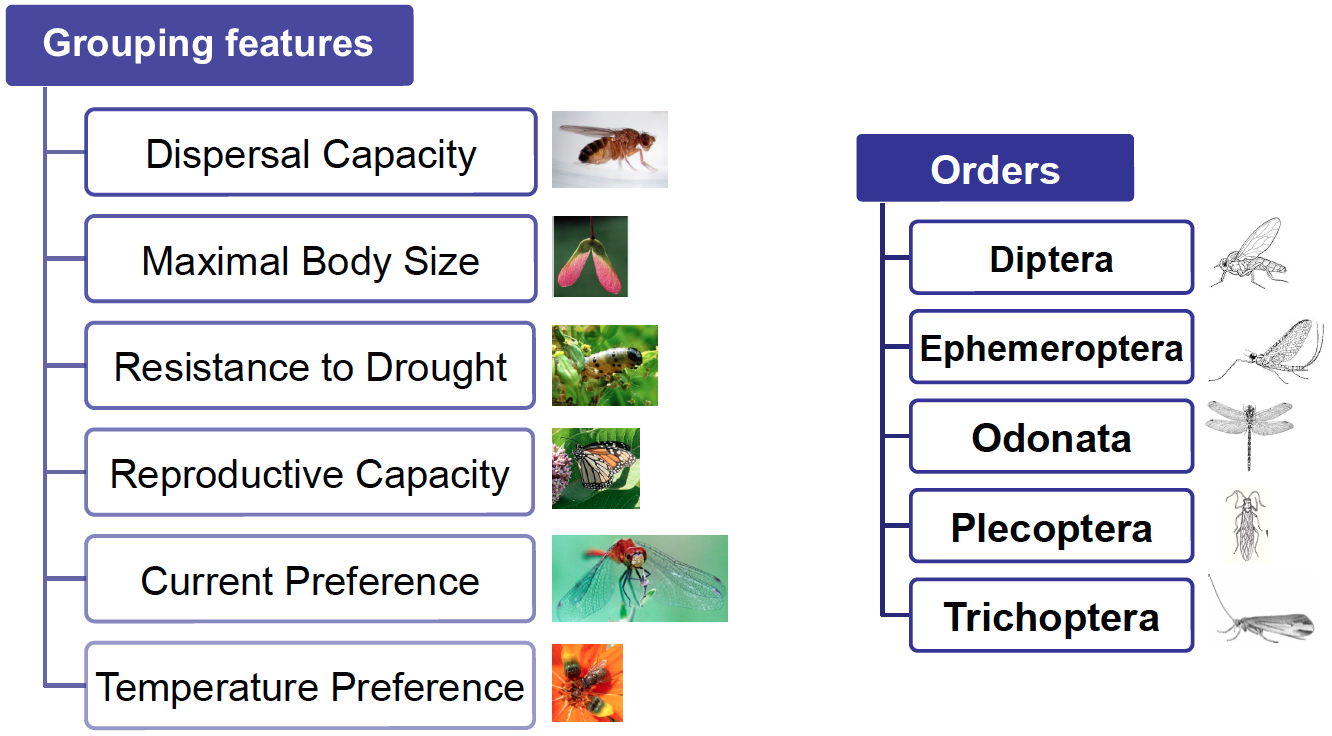 Grouping features
Dispersal Capacity
Maximal Body Size
Resistance to Drought
Reproductive Capacity
Current Preference
Temperature Preference
Orders
Diptera
Ephemeroptera
Odonata
Plecoptera
Trichoptera